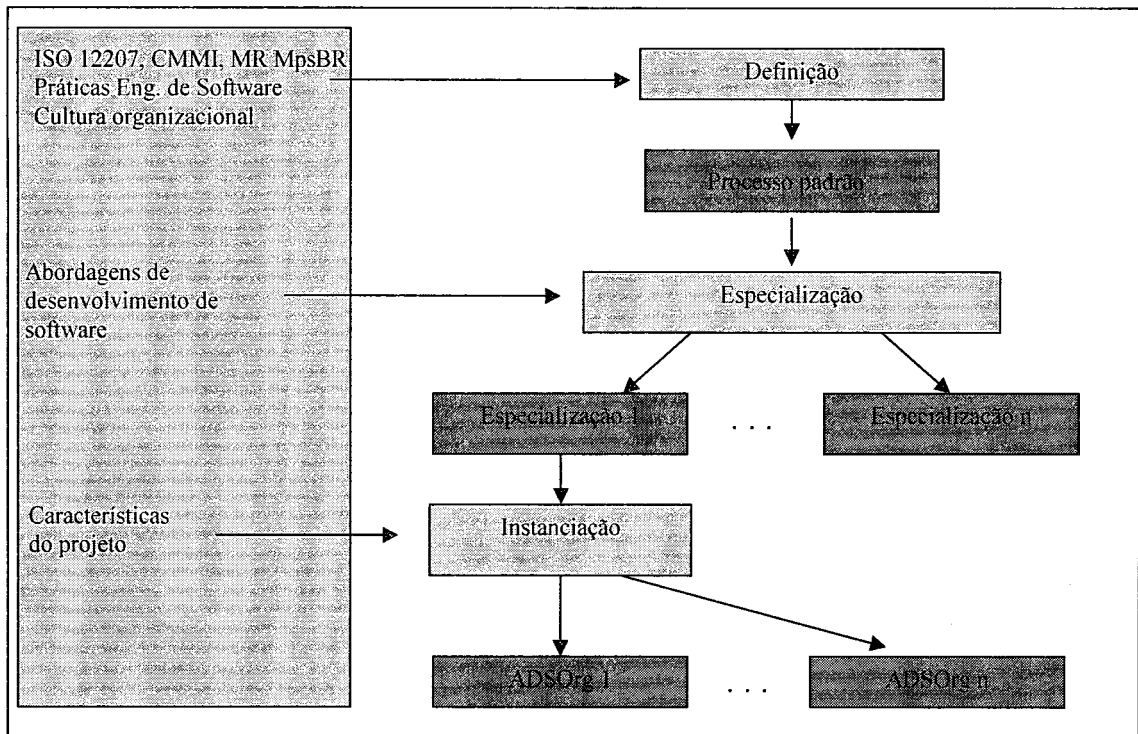 ISO 12207, CMMI, MR MpsBR
Práticas Eng. de Software
Cultura organizacional
Definição
Processo padrão
Abordagens de
desenvolvimento de
software
Especialização
Especialização 1
. . .
Especialização n
Características
do projeto
Instanciação
ADSOrg 1
. . .
ADSOrg n